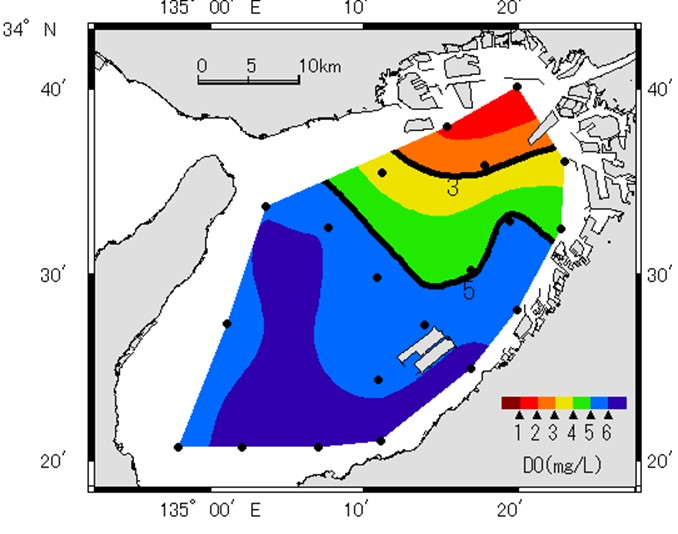 135° 00′ E 10′ 20′
34° N
0 5 10km
40′ 40′
3
30′ 30′
5
1 2 3 4 5 6
DO(mg/L)
20′ 20′
135° 00′ E 10′ 20′